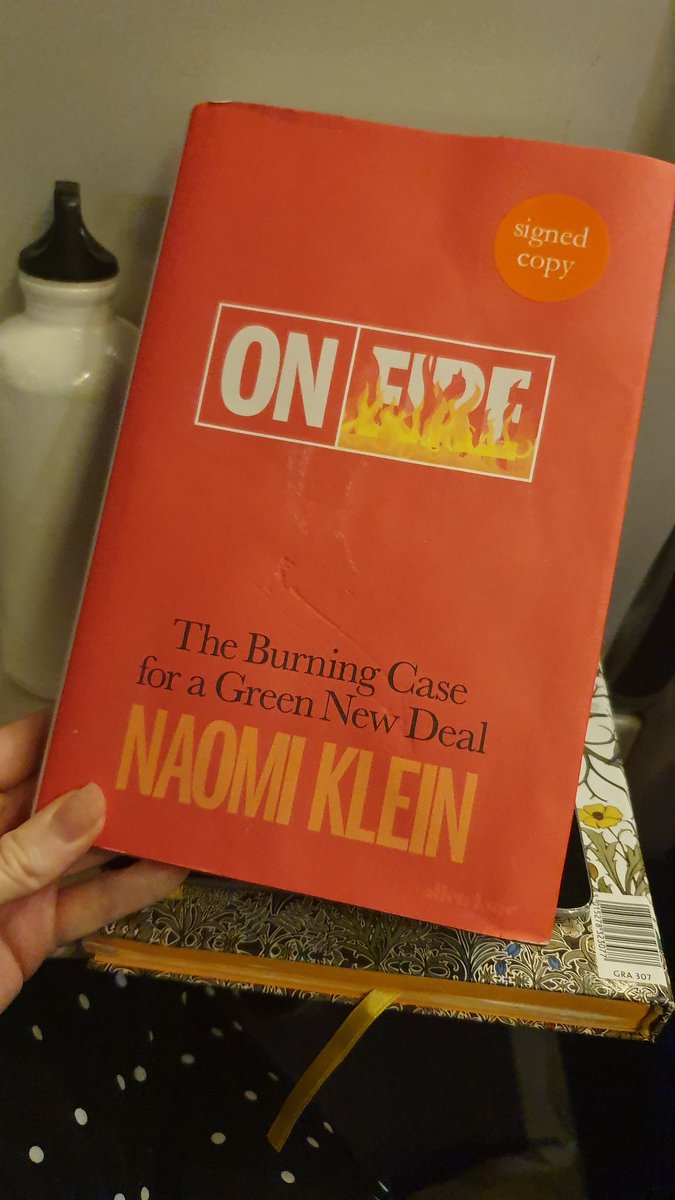 signed
copy
ON FIRE
The Burning Case
for a Green New Deal
NAOMI KLEIN
GRA 307